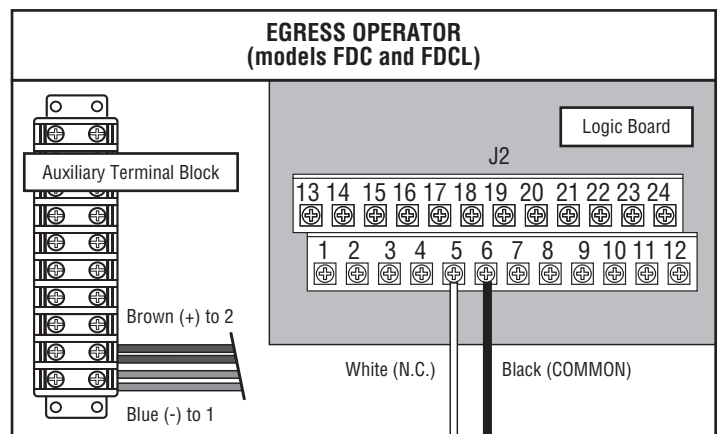 EGRESS OPERATOR
(models FDC and FDCL)
Logic Board
Auxiliary Terminal Block
J2
13 14 15 16 17 18 19 20 21 22 23 24
1 2 3 4 5 6 7 8 9 10 11 12
Brown (+) to 2
White (N.C.)
Black (COMMON)
Blue (-) to 1